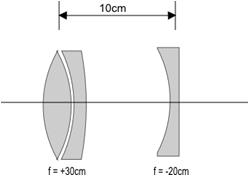 10cm
f = +30cm
f = -20cm